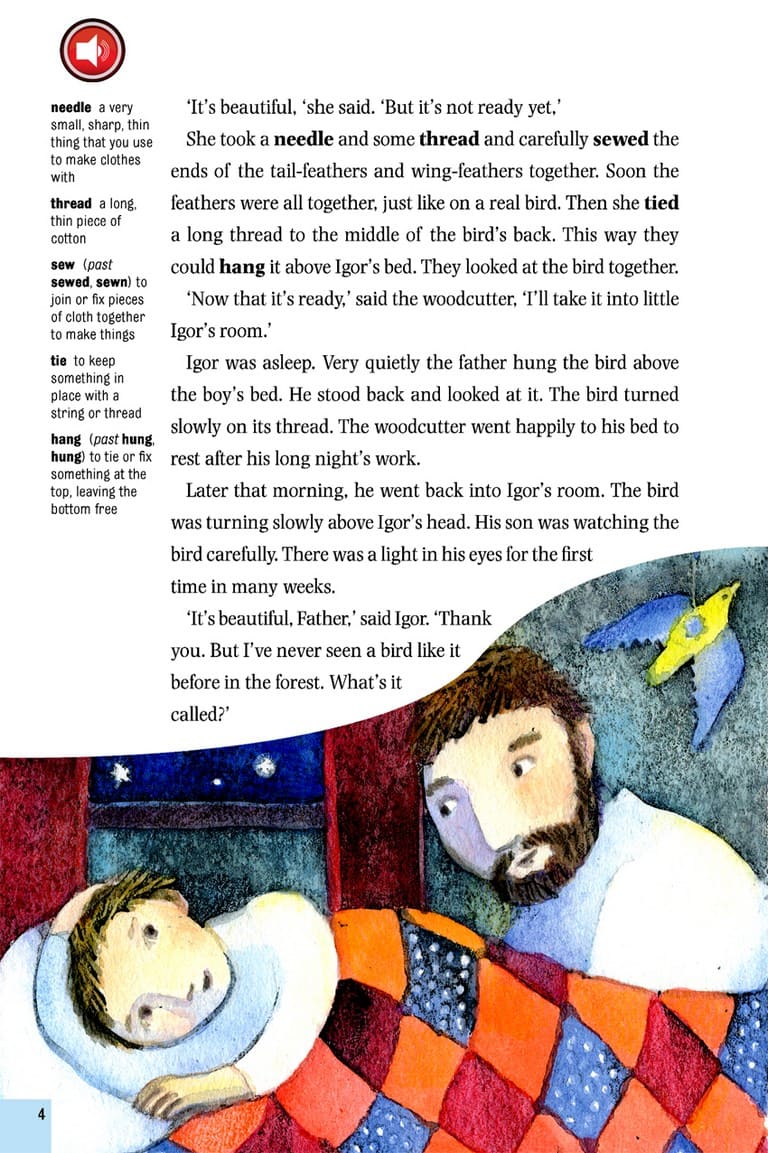 needle a very
small, sharp, thin
thing that you use
to make clothes
with
thread a long,
thin piece of
cotton
sew (past
sewed, sewn) to
join or fix pieces
of cloth together
to make things
tie to keep
something in
place with a
string or thread
hang (past hung,
hung) to tie or fix
something at the
top, leaving the
bottom free
‘It’s beautiful, ‘she said. ‘But it’s not ready yet,’
She took a needle and some thread and carefully sewed the
ends of the tail-feathers and wing-feathers together. Soon the
feathers were all together, just like on a real bird. Then she tied
a long thread to the middle of the bird’s back. This way they
could hang it above Igor’s bed. They looked at the bird together.
‘Now that it’s ready,’ said the woodcutter, ‘I’ll take it into little
Igor’s room.’
Igor was asleep. Very quietly the father hung the bird above
the boy’s bed. He stood back and looked at it. The bird turned
slowly on its thread. The woodcutter went happily to his bed to
rest after his long night’s work.
Later that morning, he went back into Igor’s room. The bird
was turning slowly above Igor’s head. His son was watching the
bird carefully. There was a light in his eyes for the first
time in many weeks.
‘It’s beautiful, Father,’ said Igor. ‘Thank
you. But I’ve never seen a bird like it
before in the forest. What’s it
called?’
4